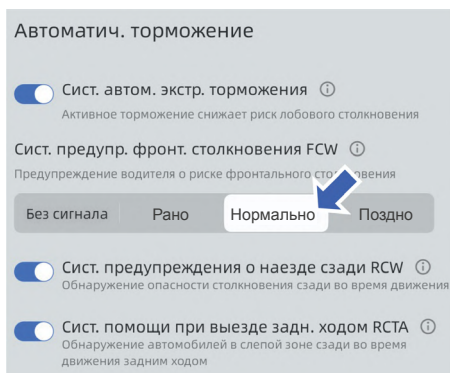 Автоматич. торможение
Сист. автом. экстр. торможения
Активное торможение снижает риск лобового столкновения
Сист. предупр. фронт. столкновения FCW
Предупреждение водителя о риске фронтального столкновения
Без сигнала Рано Нормально Поздно
Сист. предупреждения о наезде сзади RCW
Обнаружение опасности столкновения сзади во время движения
Сист. помощи при выезде задн. ходом RCTA
Обнаружение автомобилей в слепой зоне сзади во время
движения задним ходом